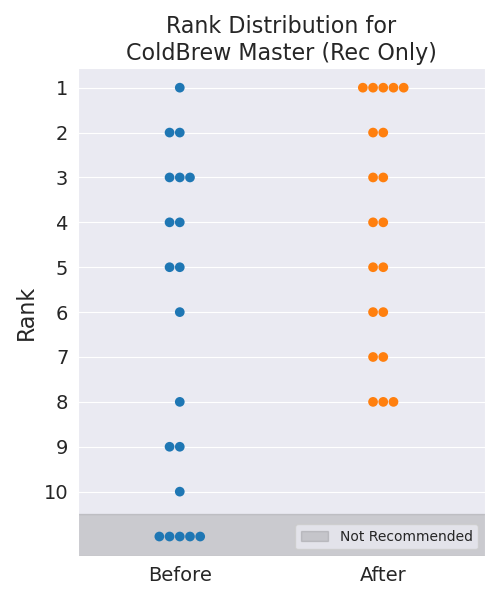 Rank Distribution for
ColdBrew Master (Rec Only)
Rank
1
2
3
4
5
6
7
8
9
10
Not Recommended
Before After